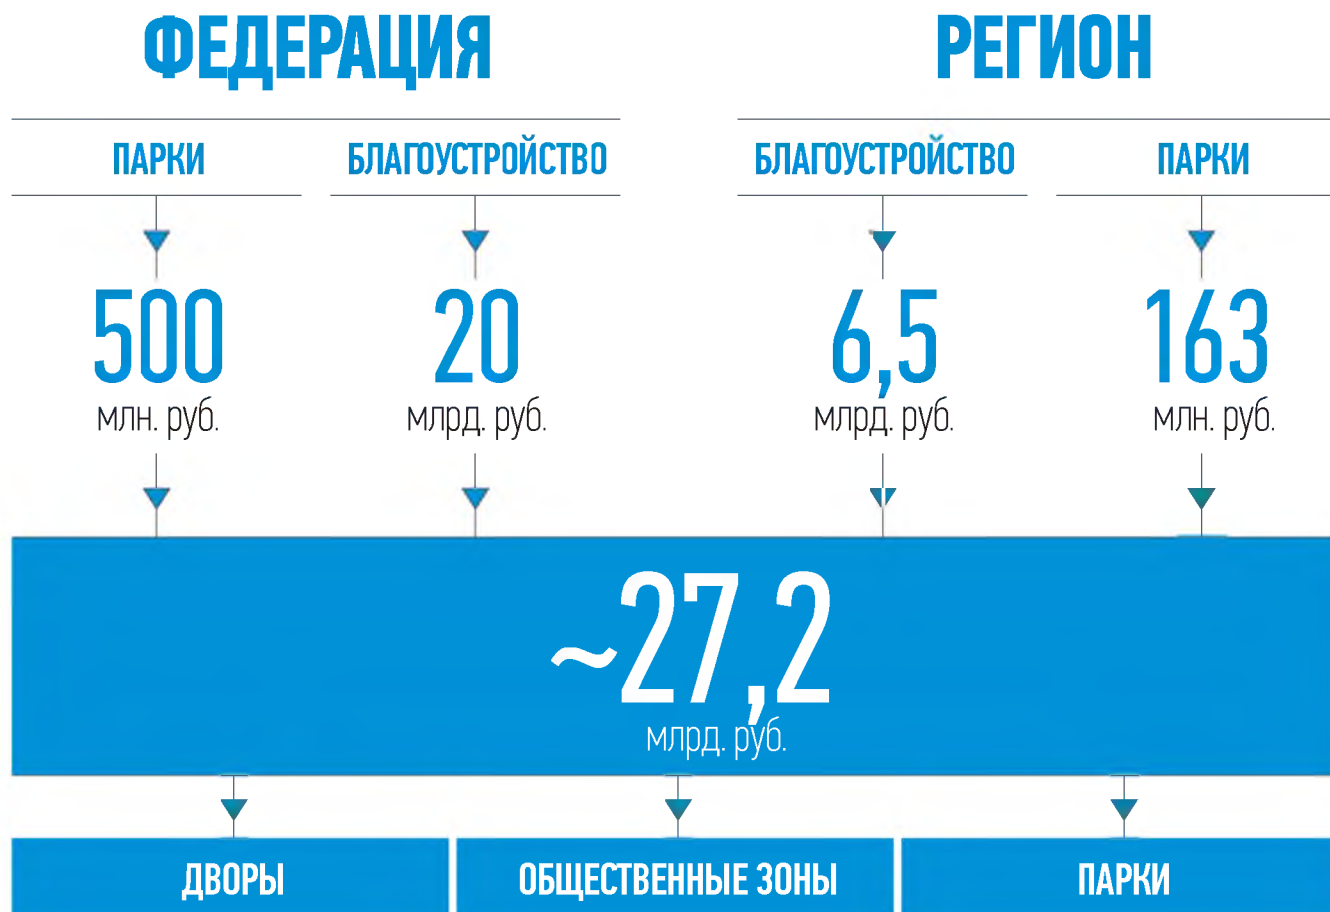 ФЕДЕРАЦИЯ РЕГИОН
ПАРКИ БЛАГОУСТРОЙСТВО БЛАГОУСТРОЙСТВО ПАРКИ
500 20 6,5 163
млн. руб. млрд. руб. млрд. руб. млн. руб.
~27,2
млрд. руб.
ДВОРЫ ОБЩЕСТВЕННЫЕ ЗОНЫ ПАРКИ